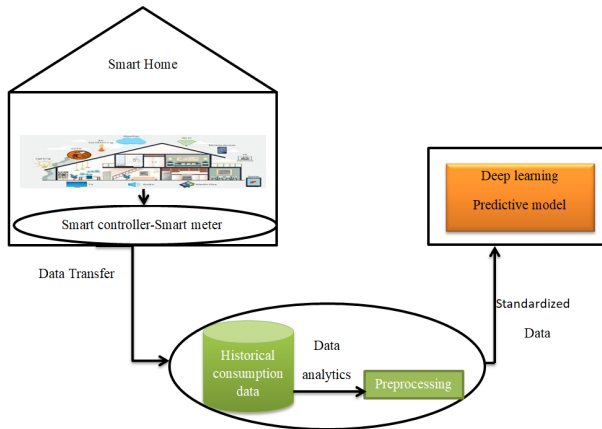 Smart Home
Smart controller-Smart meter
Data Transfer
Historical
consumption
data
Data
analytics
Preprocessing
Standardized
Data
Deep learning
Predictive model